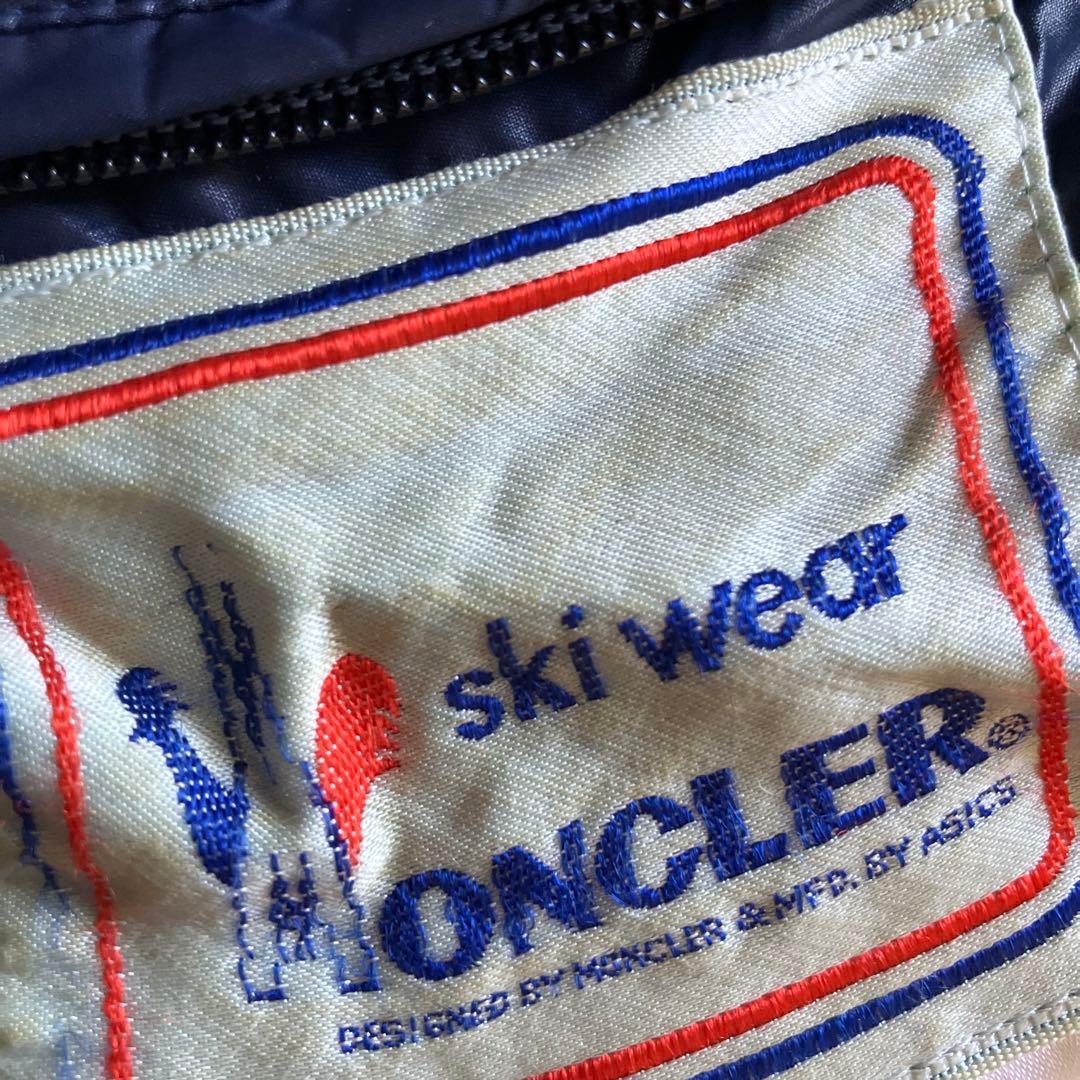 ski wear
MONCLER®
DESIGNED BY MONCLER & MFD. BY ASICS